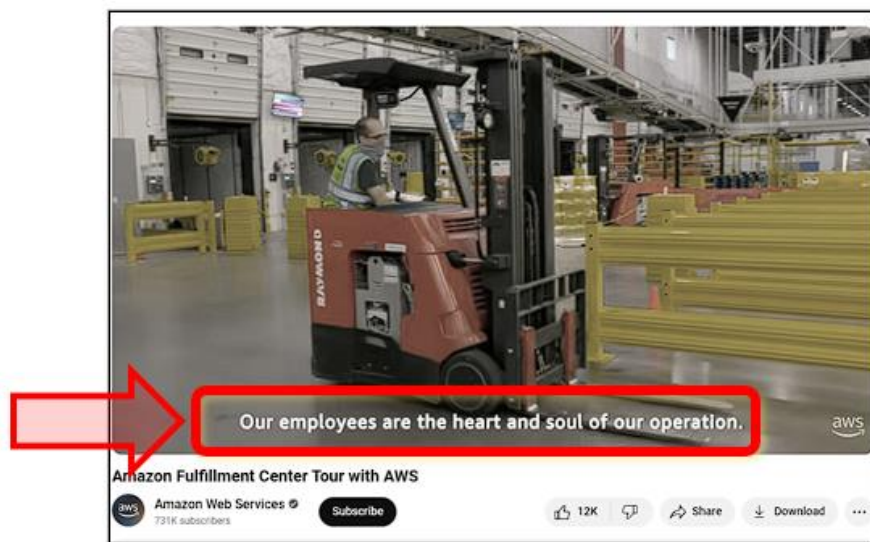 RAYMOND
Our employees are the heart and soul of our operation.
aws
Amazon Fulfillment Center Tour with AWS
aws
Amazon Web Services
731K subscribers
Subscribe
12K
Share
Download